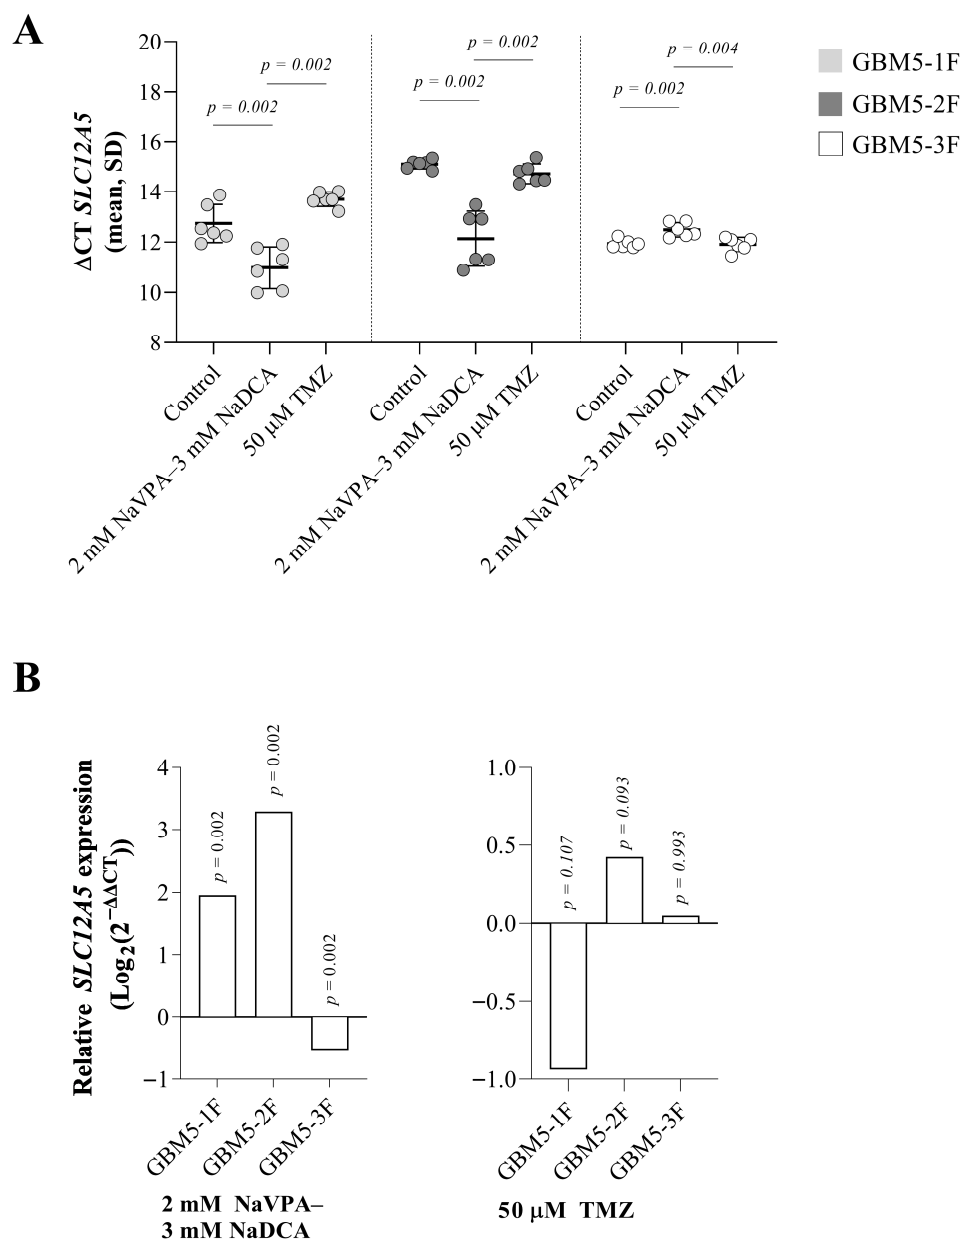 A
20
18
16
14
12
10
8
ΔCT SLC12A5
(mean, SD)
p = 0.002
p = 0.002
p = 0.002
p = 0.002
p = 0.002
p − 0.004
GBM5-1F
GBM5-2F
GBM5-3F
Control
2 mM NaVPA–3 mM NaDCA
50 μM TMZ
Control
2 mM NaVPA–3 mM NaDCA
50 μM TMZ
Control
2 mM NaVPA–3 mM NaDCA
50 μM TMZ
B
Relative SLC12A5 expression
(Log₂(2⁻ΔΔCT))
4
3
2
1
0
−1
p = 0.002
p = 0.002
p = 0.002
GBM5-1F
GBM5-2F
GBM5-3F
2 mM NaVPA–
3 mM NaDCA
1.0
0.5
0.0
−0.5
−1.0
p = 0.107
p = 0.093
p = 0.993
GBM5-1F
GBM5-2F
GBM5-3F
50 μM TMZ